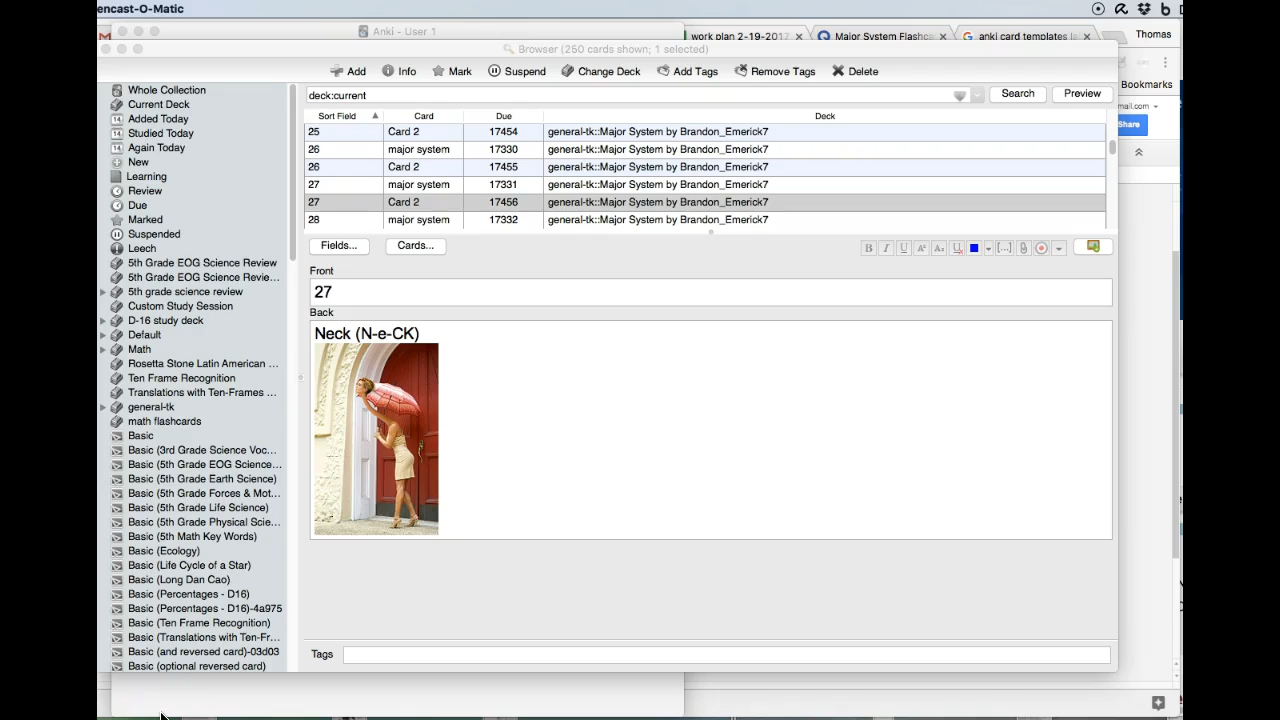 encast-O-Matic
Anki - User 1
work plan 2-19-2017
Major System Flashca
anki card templates la
Thomas
Browser (260 cards shown; 1 selected)
Add
Info
Mark
Suspend
Change Deck
Add Tags
Remove Tags
Delete
Bookmarks
Whole Collection
Current Deck
Added Today
Studied Today
Again Today
New
Learning
Review
Due
Marked
Suspended
Leech
5th Grade EOG Science Review
5th Grade EOG Science Revie...
5th grade science review
Custom Study Session
D-16 study deck
Default
Math
Rosetta Stone Latin American ...
Ten Frame Recognition
Translations with Ten-Frames ...
general-tk
math flashcards
Basic
Basic (3rd Grade Science Voc...
Basic (5th Grade EOG Science...
Basic (5th Grade Earth Science)
Basic (5th Grade Forces & Mot...
Basic (5th Grade Life Science)
Basic (5th Grade Physical Scie...
Basic (5th Math Key Words)
Basic (Ecology)
Basic (Life Cycle of a Star)
Basic (Long Dan Cao)
Basic (Percentages - D16)
Basic (Percentages - D16)-4a975
Basic (Ten Frame Recognition)
Basic (Translations with Ten-Fr...
Basic (and reversed card)-03d03
Basic (optional reversed card)
deck:current
Search
Preview
mail.com
Share
Sort Field Card Due Deck
25 Card 2 17454 general-tk::Major System by Brandon_Emerick7
26 major system 17330 general-tk::Major System by Brandon_Emerick7
26 Card 2 17455 general-tk::Major System by Brandon_Emerick7
27 major system 17331 general-tk::Major System by Brandon_Emerick7
27 Card 2 17456 general-tk::Major System by Brandon_Emerick7
28 major system 17332 general-tk::Major System by Brandon_Emerick7
Fields...
Cards...
Front
27
Back
Neck (N-e-CK)
Tags